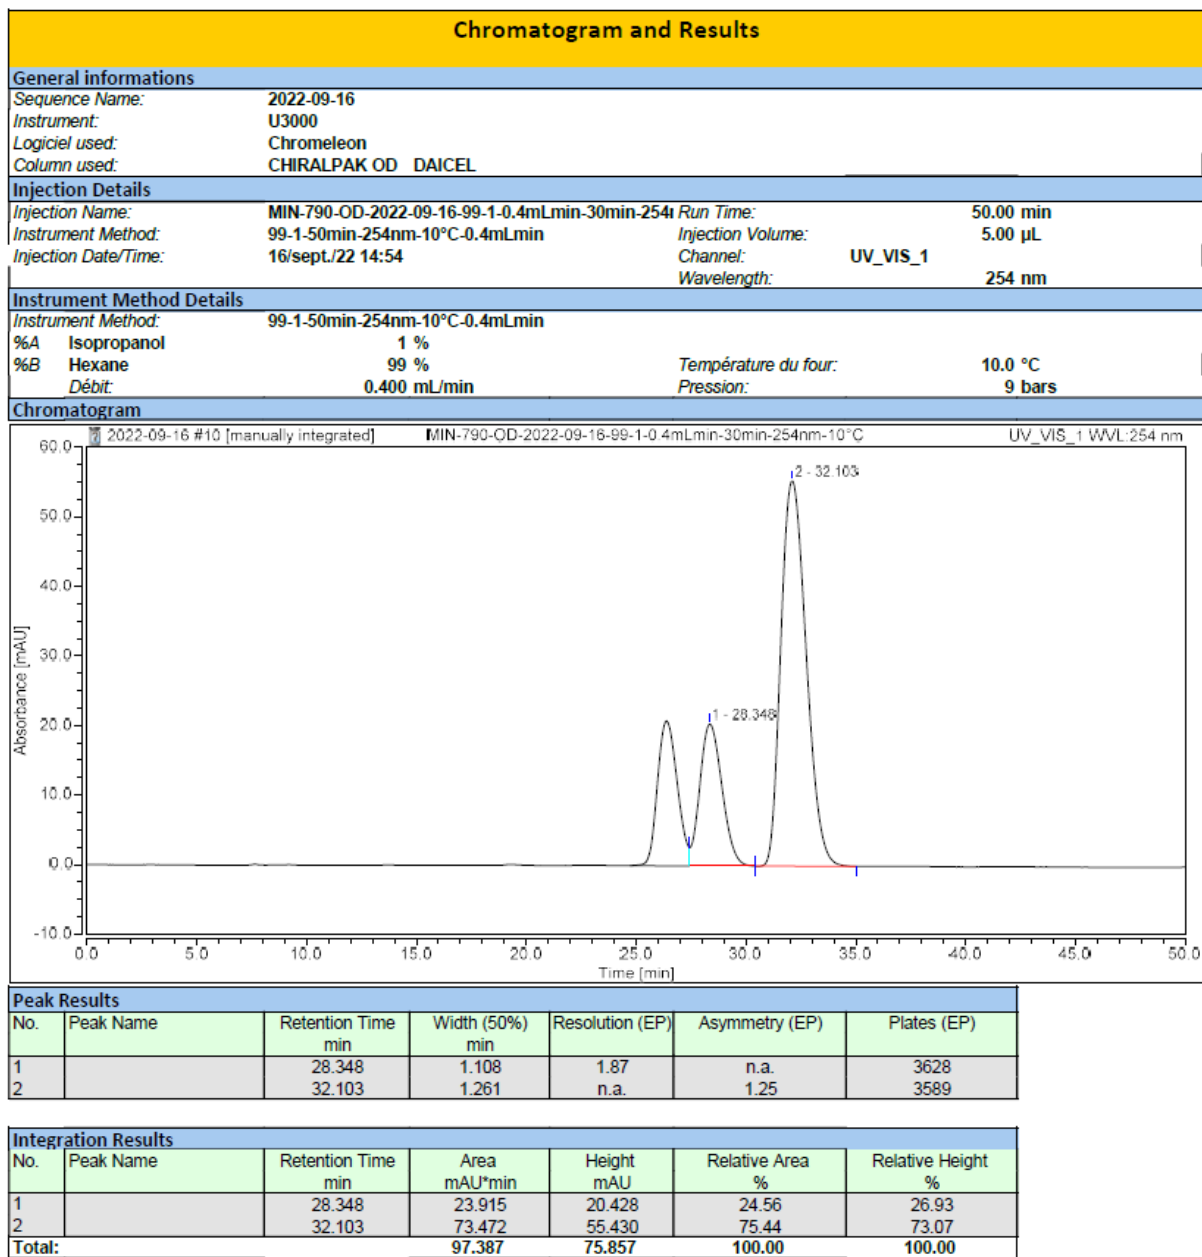 Chromatogram and Results
General informations
Sequence Name: 2022-09-16
Instrument: U3000
Logiciel used: Chromeleon
Column used: CHIRALPAK OD DAICEL
Injection Details
Injection Name: MIN-790-OD-2022-09-16-99-1-0.4mLmin-30min-254 Run Time: 50.00 min
Instrument Method: 99-1-50min-254nm-10°C-0.4mLmin Injection Volume: 5.00 µL
Injection Date/Time: 16/sept./22 14:54 Channel: UV_VIS_1
Wavelength: 254 nm
Instrument Method Details
Instrument Method: 99-1-50min-254nm-10°C-0.4mLmin
%A Isopropanol 1 %
%B Hexane 99 % Température du four: 10.0 °C
Débit: 0.400 mL/min Pression: 9 bars
Chromatogram
2022-09-16 #10 [manually integrated] MIN-790-OD-2022-09-16-99-1-0.4mLmin-30min-254nm-10°C UV_VIS_1 WVL:254 nm
60.0
50.0
40.0
30.0
20.0
10.0
0.0
-10.0
Absorbance [mAU]
2 - 32.103
1 - 28.348
0.0 5.0 10.0 15.0 20.0 25.0 30.0 35.0 40.0 45.0 50.0
Time [min]
Peak Results
No. Peak Name Retention Time Width (50%) Resolution (EP) Asymmetry (EP) Plates (EP)
min min
1 28.348 1.108 1.87 n.a. 3628
2 32.103 1.261 n.a. 1.25 3589
Integration Results
No. Peak Name Retention Time Area Height Relative Area Relative Height
min mAU*min mAU % %
1 28.348 23.915 20.428 24.56 26.93
2 32.103 73.472 55.430 75.44 73.07
Total: 97.387 75.857 100.00 100.00